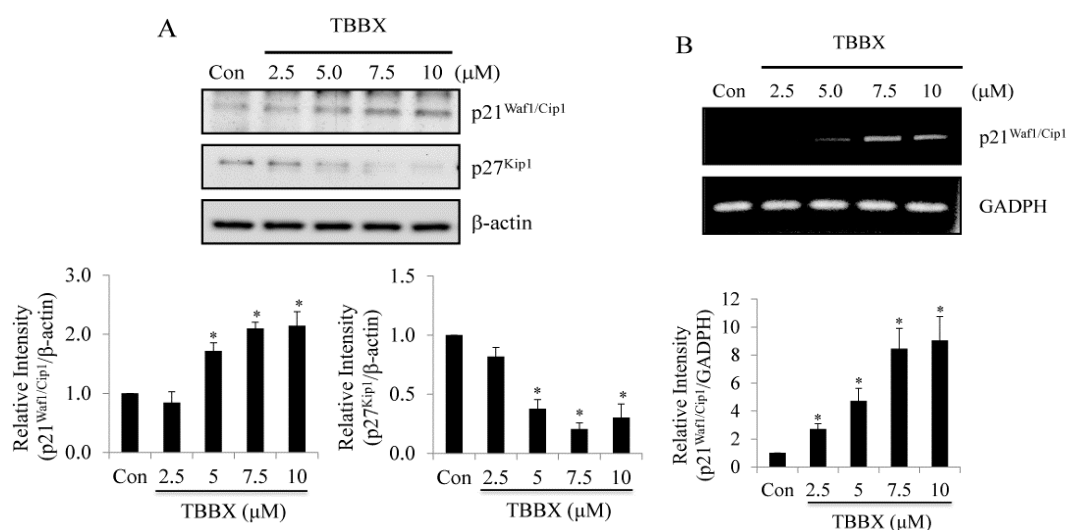 A
TBBX
Con 2.5 5.0 7.5 10 (μM)
p21Waf1/Cip1
p27Kip1
β-actin
3.0
2.0
1.0
0.0
Relative Intensity
(p21Waf1/Cip1/β-actin)
* * *
Con 2.5 5 7.5 10
TBBX (μM)
1.5
1.0
0.5
0.0
Relative Intensity
(p27Kip1/β-actin)
* * *
Con 2.5 5 7.5 10
TBBX (μM)
B
TBBX
Con 2.5 5.0 7.5 10 (μM)
p21Waf1/Cip1
GADPH
12
10
8
6
4
2
0
Relative Intensity
(p21Waf1/Cip1/GADPH)
* * * *
Con 2.5 5 7.5 10
TBBX (μM)